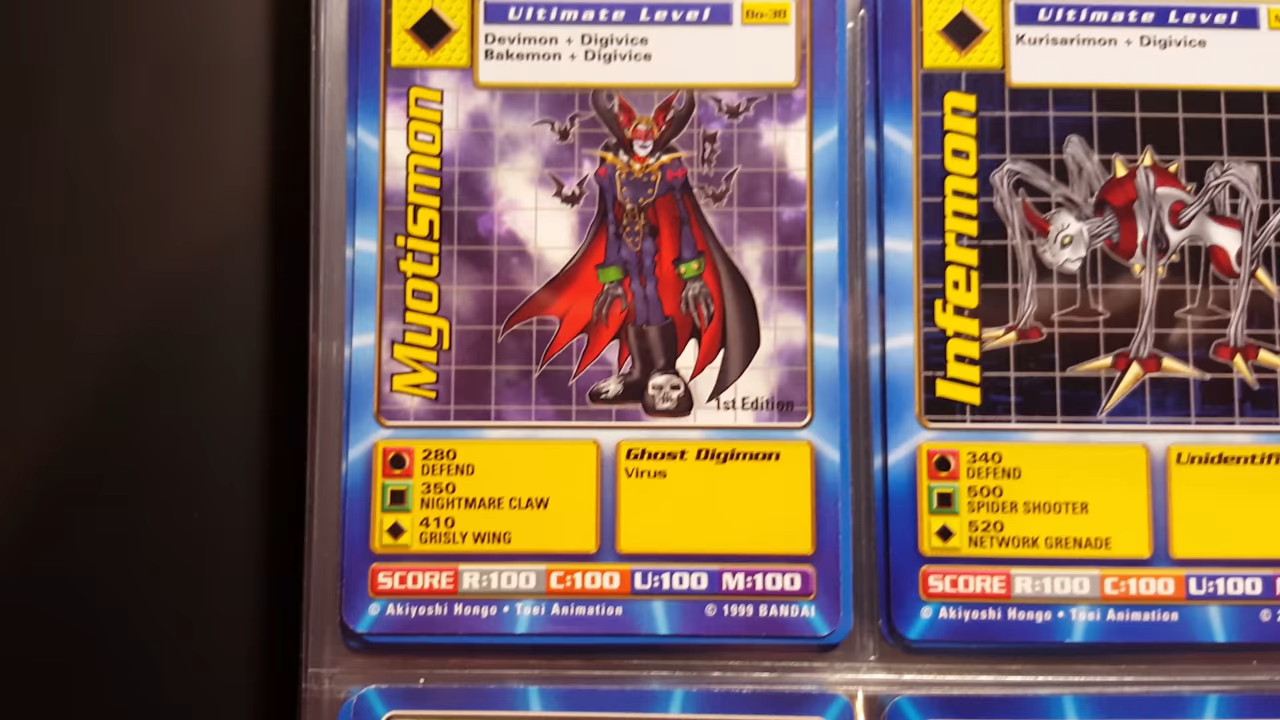 Ultimate Level
Bo-38
Devimon + Digivice
Bakemon + Digivice
Myotismon
1st Edition
280
DEFEND
350
NIGHTMARE CLAW
410
GRISLY WING
Ghost Digimon
Virus
SCORE R:100 C:100 U:100 M:100
© Akiyoshi Hongo • Toei Animation © 1999 BANDAI
Ultimate Level
Kurisarimon + Digivice
Infermon
340
DEFEND
500
SPIDER SHOOTER
520
NETWORK GRENADE
SCORE R:100 C:100 U:100
© Akiyoshi Hongo • Toei Animation ©